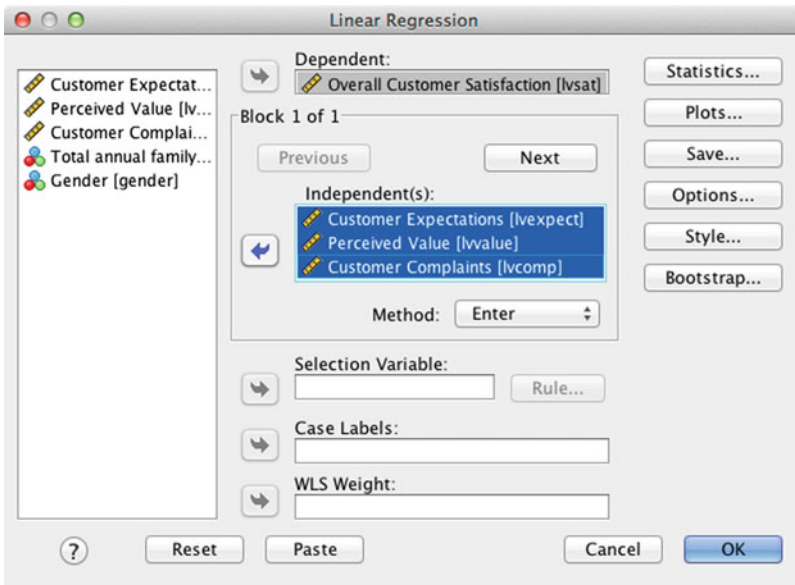 Linear Regression
Customer Expectat...
Perceived Value [lv...
Customer Complai...
Total annual family...
Gender [gender]
Dependent:
Overall Customer Satisfaction [lvsat]
Block 1 of 1
Previous
Next
Independent(s):
Customer Expectations [lvexpect]
Perceived Value [lvvalue]
Customer Complaints [lvcomp]
Method: Enter
Selection Variable:
Rule...
Case Labels:
WLS Weight:
Statistics...
Plots...
Save...
Options...
Style...
Bootstrap...
?
Reset
Paste
Cancel
OK